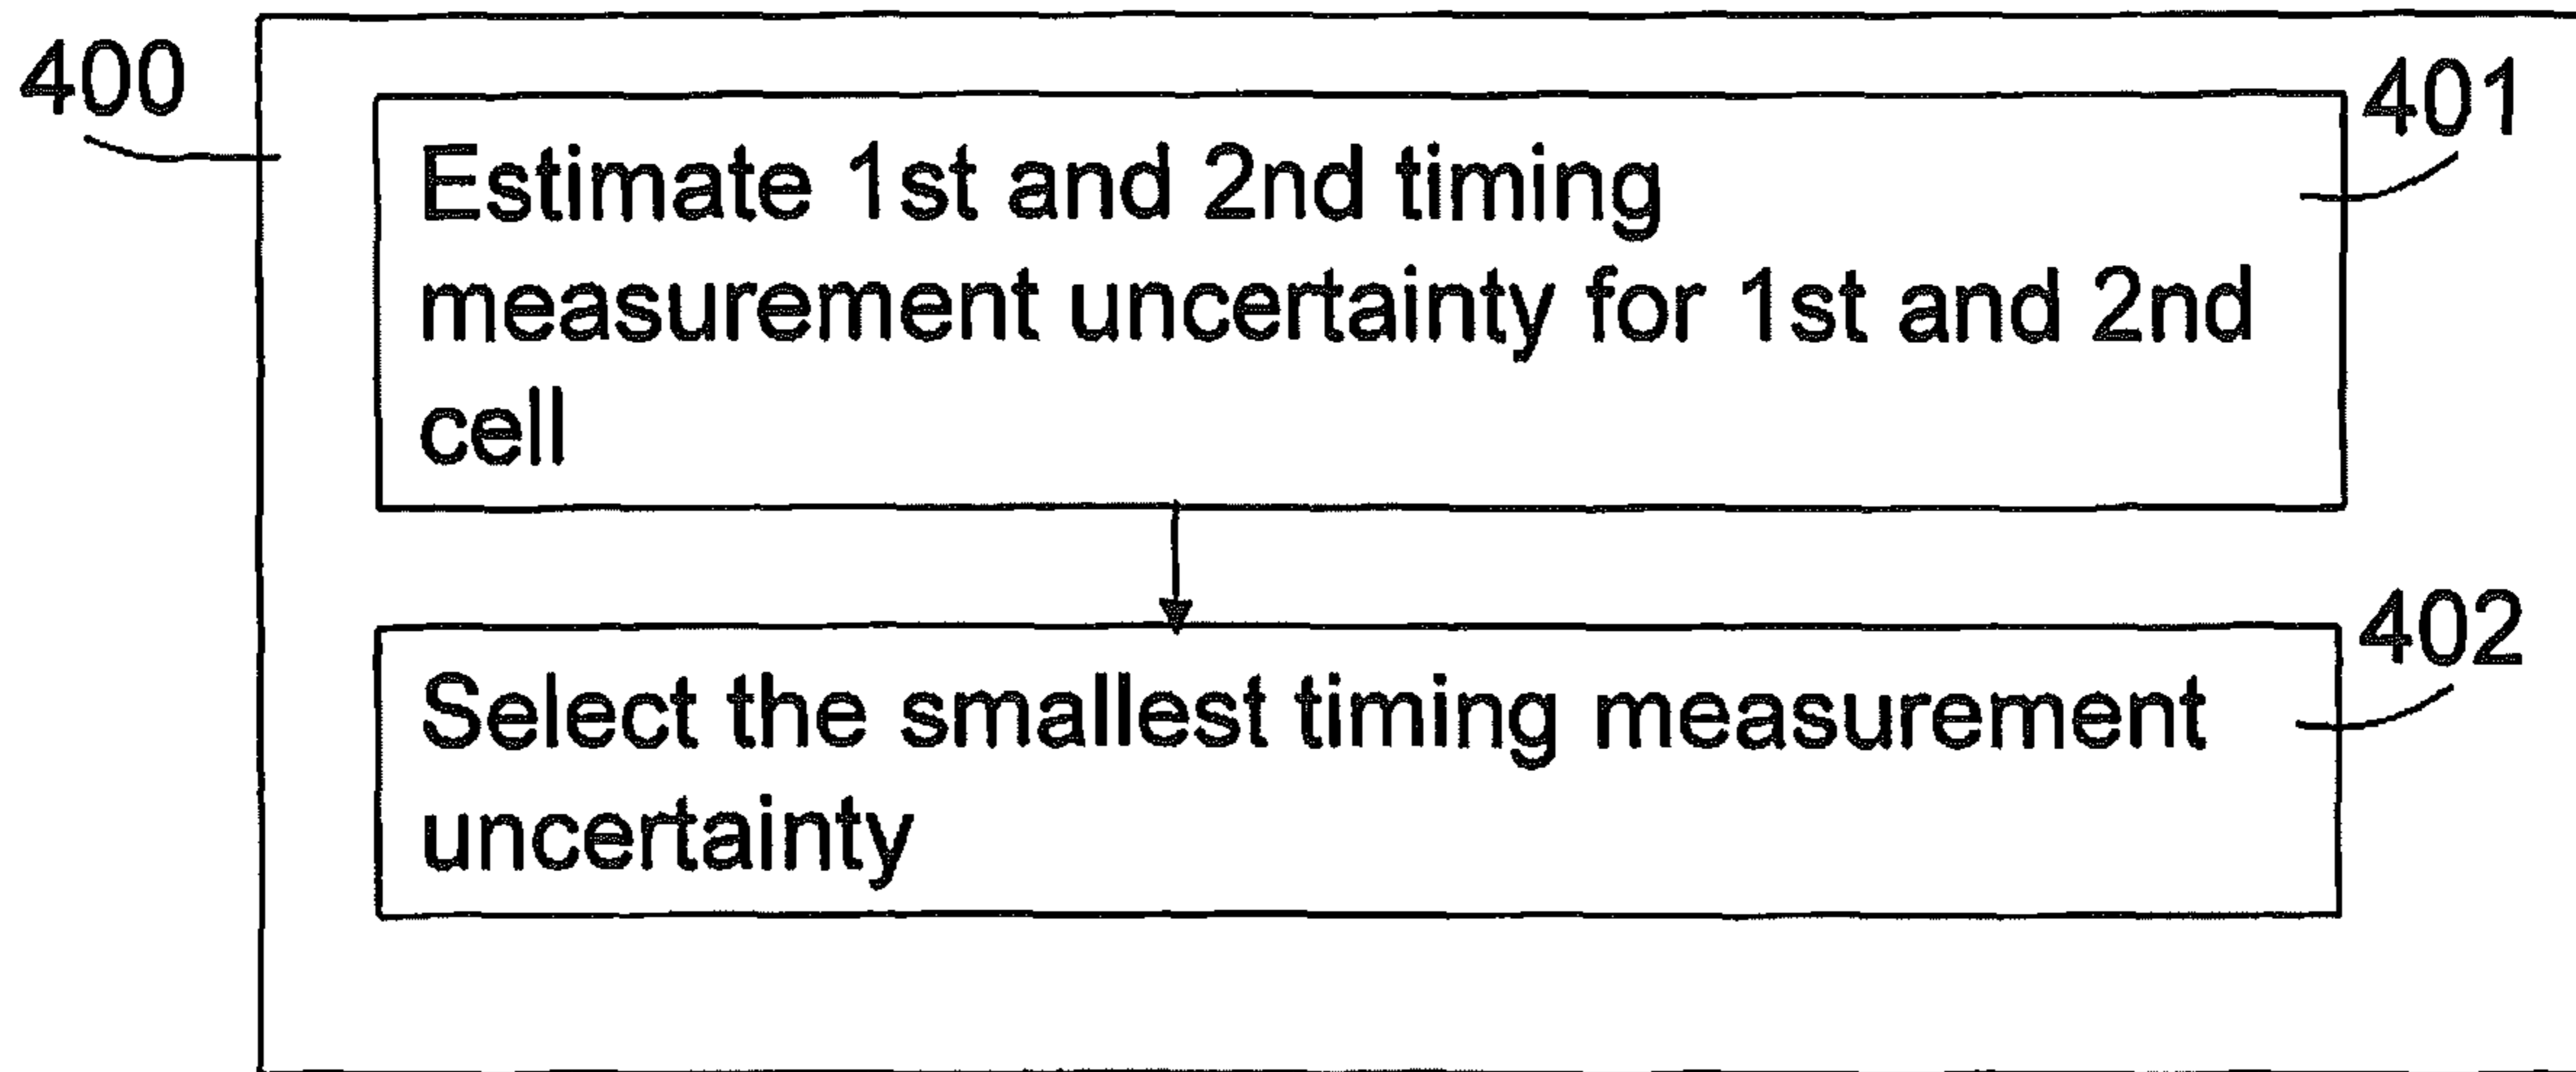 400
401
Estimate 1st and 2nd timing
measurement uncertainty for 1st and 2nd
cell
402
Select the smallest timing measurement
uncertainty